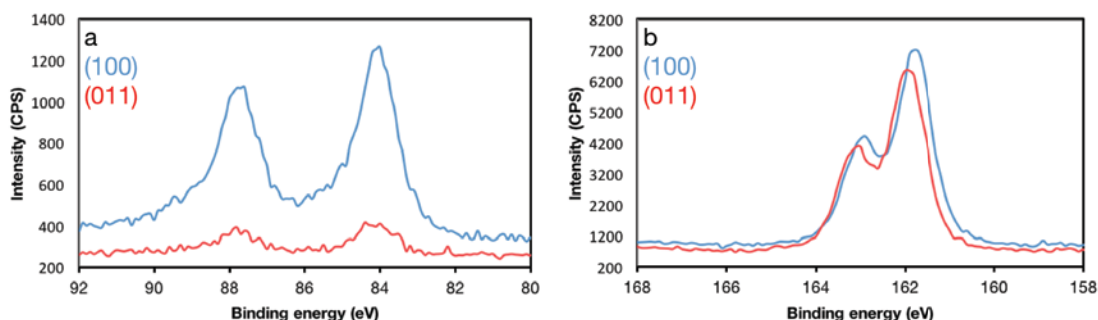 a
(100)
(011)
Intensity (CPS)
1400
1200
1000
800
600
400
200
92 90 88 86 84 82 80
Binding energy (eV)
b
(100)
(011)
Intensity (CPS)
8200
7200
6200
5200
4200
3200
2200
1200
200
168 166 164 162 160 158
Binding energy (eV)